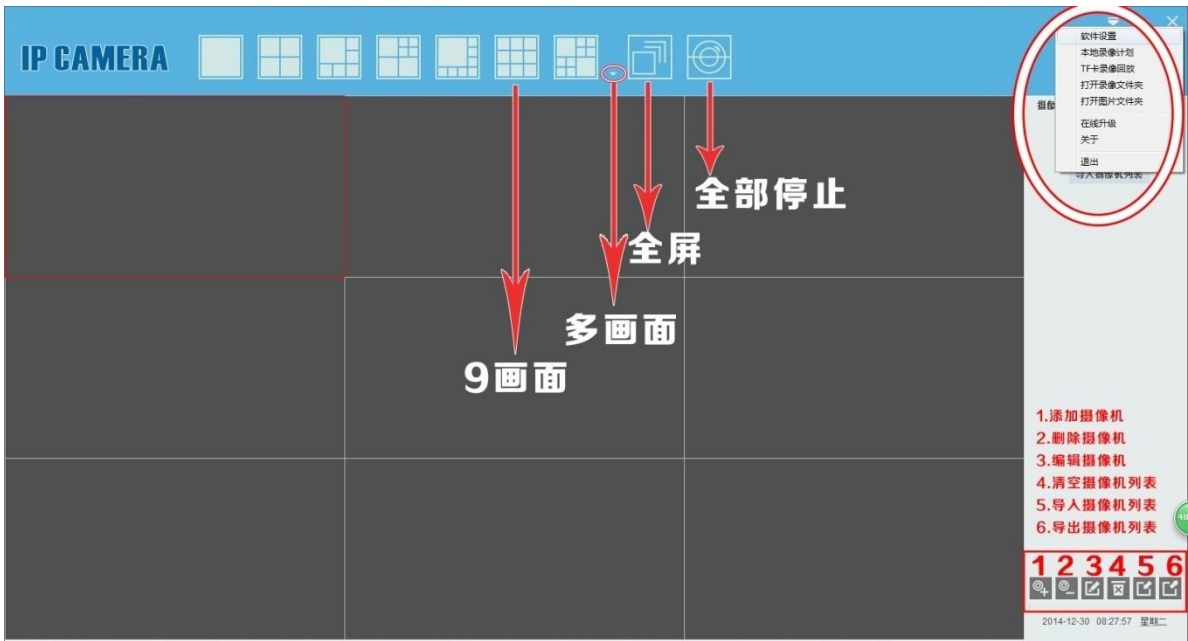 IP CAMERA
软件设置
本地录像计划
TF卡录像回放
打开录像文件夹
打开图片文件夹
在线升级
关于
退出
导入摄像机列表
全部停止
全屏
多画面
9画面
1.添加摄像机
2.删除摄像机
3.编辑摄像机
4.清空摄像机列表
5.导入摄像机列表
6.导出摄像机列表
1 2 3 4 5 6
2014-12-30 08:27:57 星期二